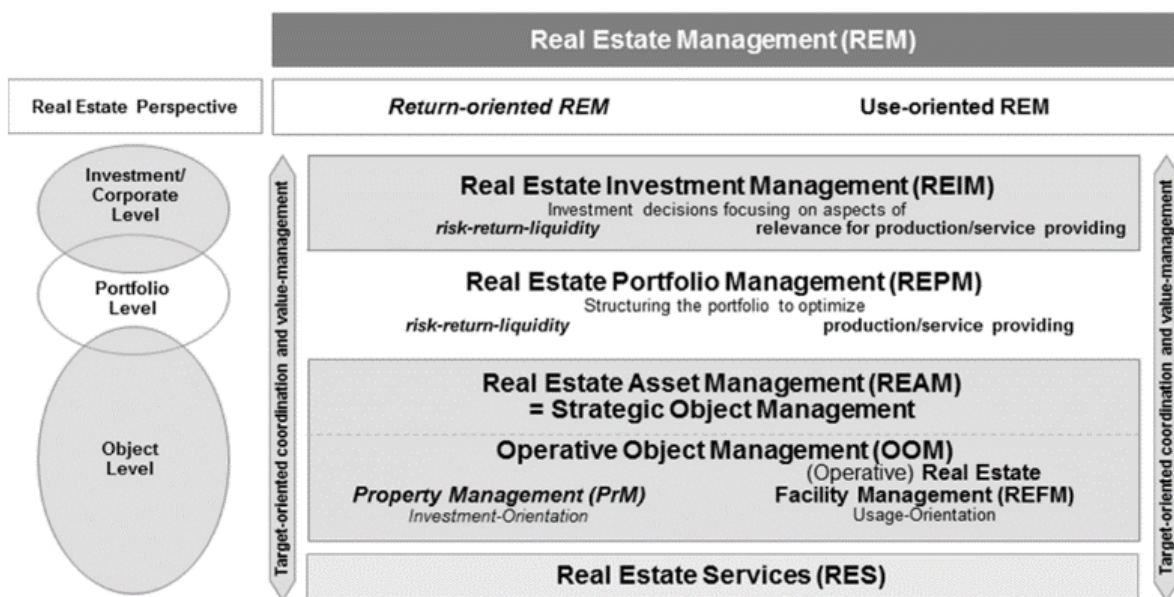 Real Estate Management (REM)
Real Estate Perspective
Return-oriented REM
Use-oriented REM
Investment/
Corporate
Level
Portfolio
Level
Object
Level
Target-oriented coordination and value-management
Real Estate Investment Management (REIM)
Investment decisions focusing on aspects of
risk-return-liquidity
relevance for production/service providing
Real Estate Portfolio Management (REPM)
Structuring the portfolio to optimize
risk-return-liquidity
production/service providing
Real Estate Asset Management (REAM)
= Strategic Object Management
Operative Object Management (OOM)
(Operative) Real Estate
Property Management (PrM)
Facility Management (REFM)
Investment-Orientation
Usage-Orientation
Real Estate Services (RES)
Target-oriented coordination and value-management